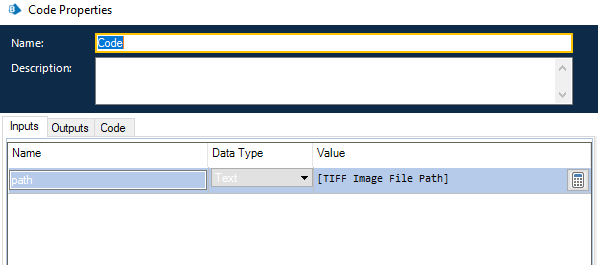 Code Properties
Name:
Code
Description:
Inputs
Outputs
Code
Name
Data Type
Value
path
Text
[TIFF Image File Path]